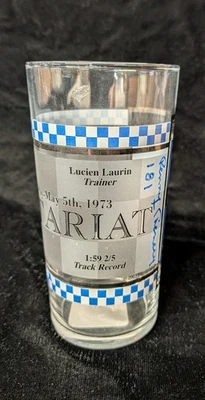 Lucien Laurin
Trainer
May 5th, 1973
ARIAT
1:59 2/5
Track Record